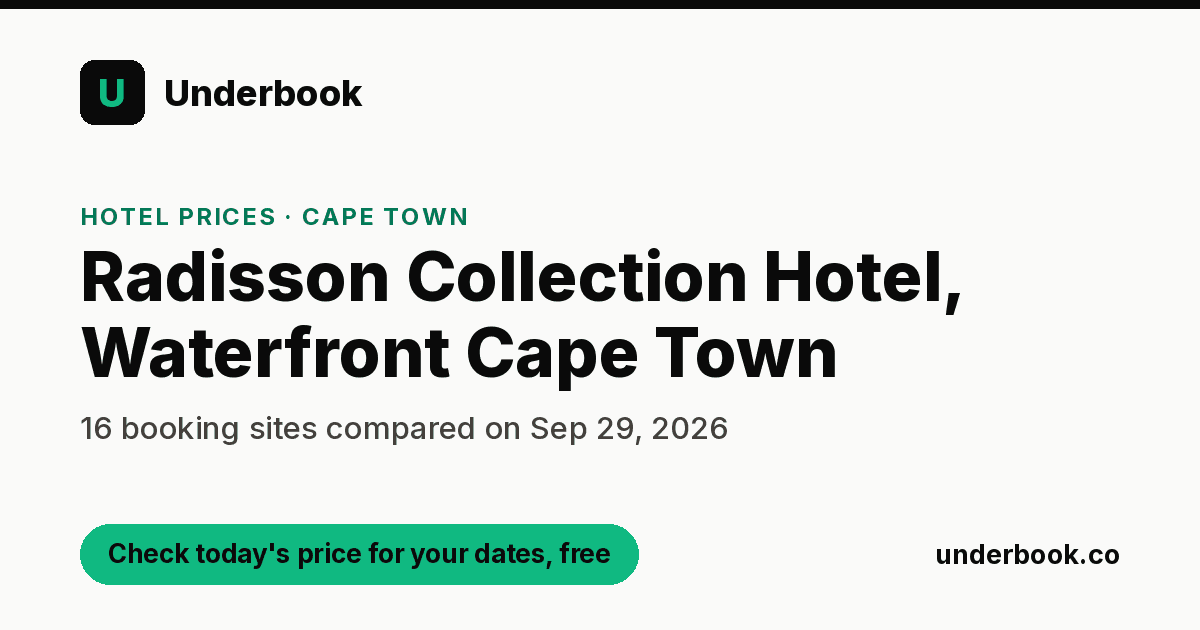 U
Underbook
HOTEL PRICES · CAPE TOWN
Radisson Collection Hotel,
Waterfront Cape Town
16 booking sites compared on Sep 29, 2026
Check today's price for your dates, free
underbook.co